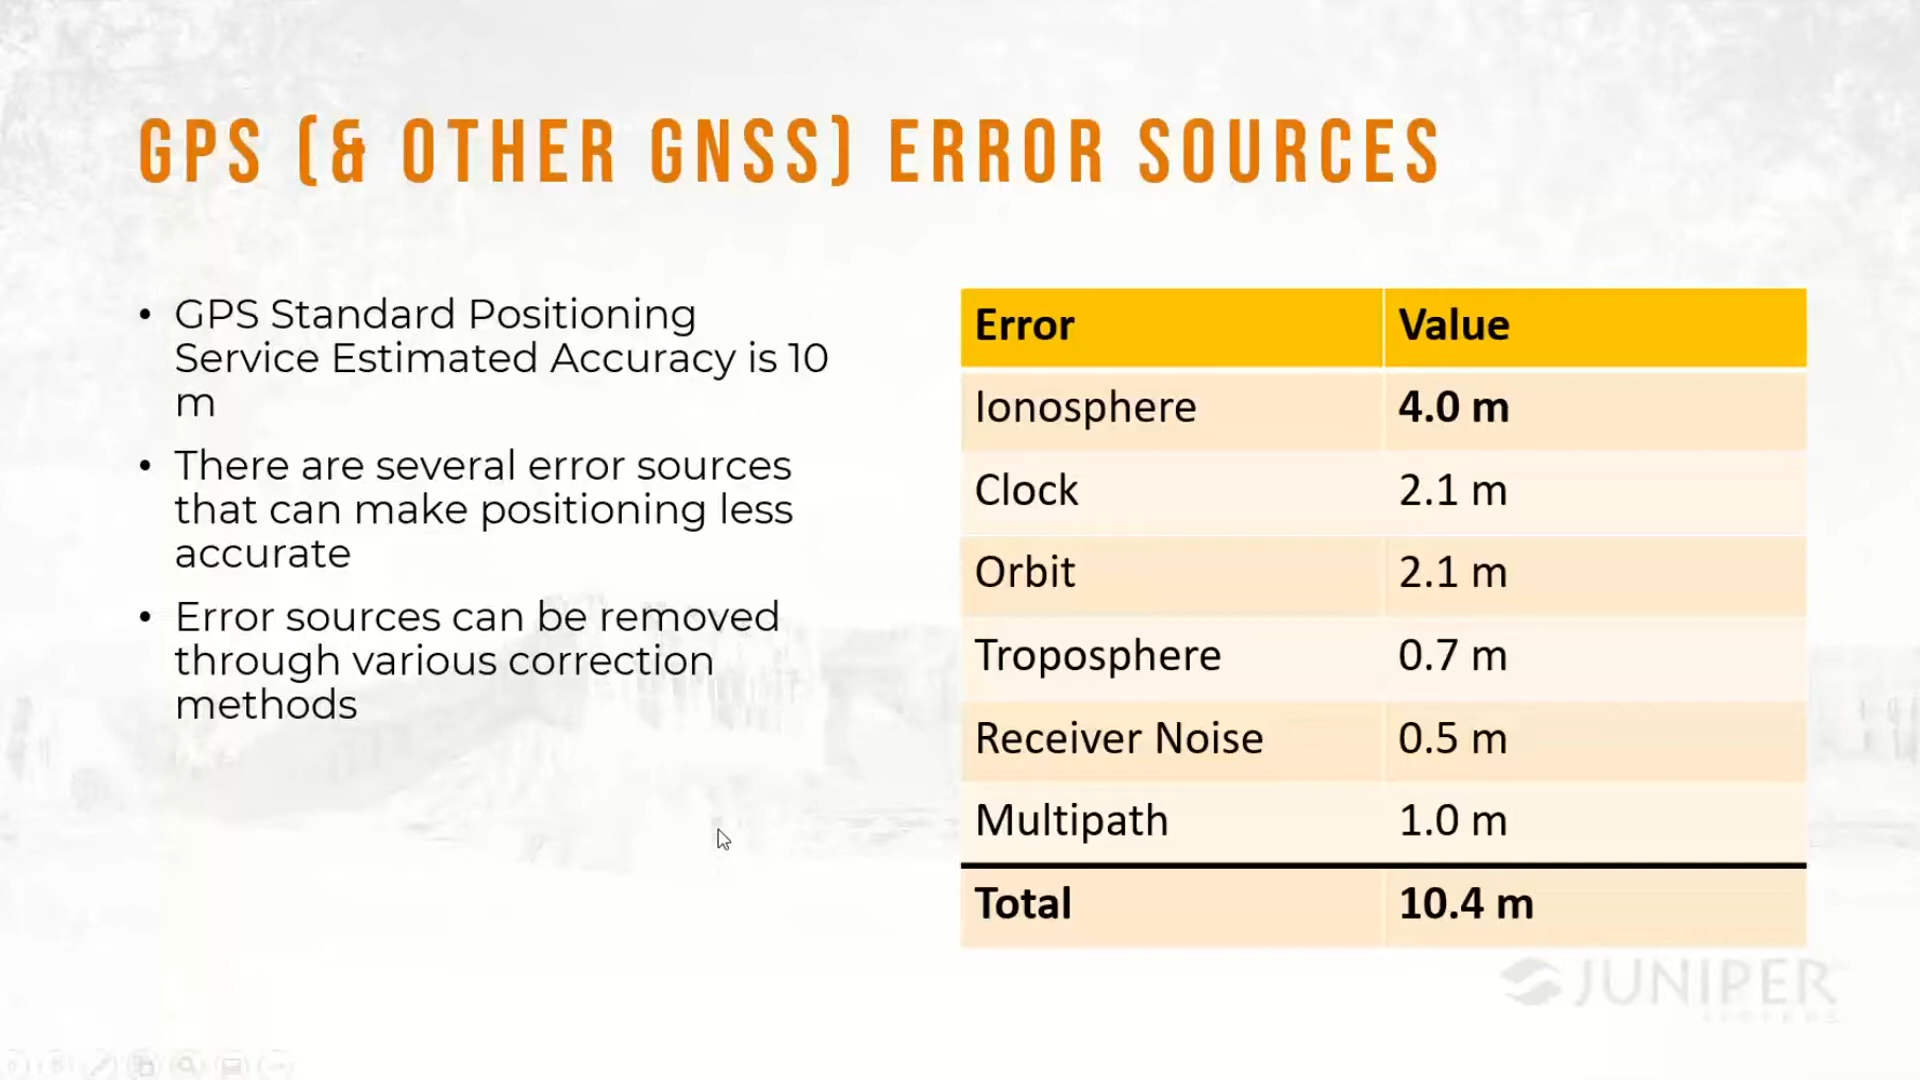 GPS (& OTHER GNSS) ERROR SOURCES
• GPS Standard Positioning
Service Estimated Accuracy is 10
m
• There are several error sources
that can make positioning less
accurate
• Error sources can be removed
through various correction
methods
Error Value
Ionosphere 4.0 m
Clock 2.1 m
Orbit 2.1 m
Troposphere 0.7 m
Receiver Noise 0.5 m
Multipath 1.0 m
Total 10.4 m
JUNIPER